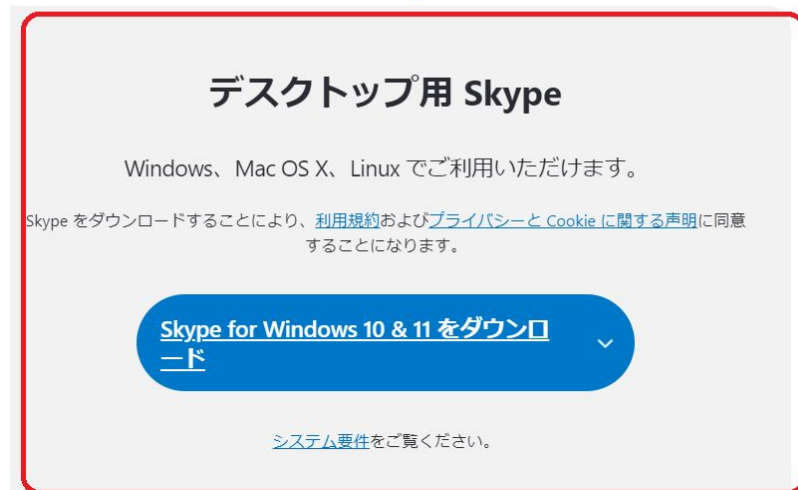 デスクトップ用 Skype
Windows、Mac OS X、Linux でご利用いただけます。
Skype をダウンロードすることにより、利用規約およびプライバシーと Cookie に関する声明に同意
することになります。
Skype for Windows 10 & 11 をダウンロ
ード
システム要件をご覧ください。